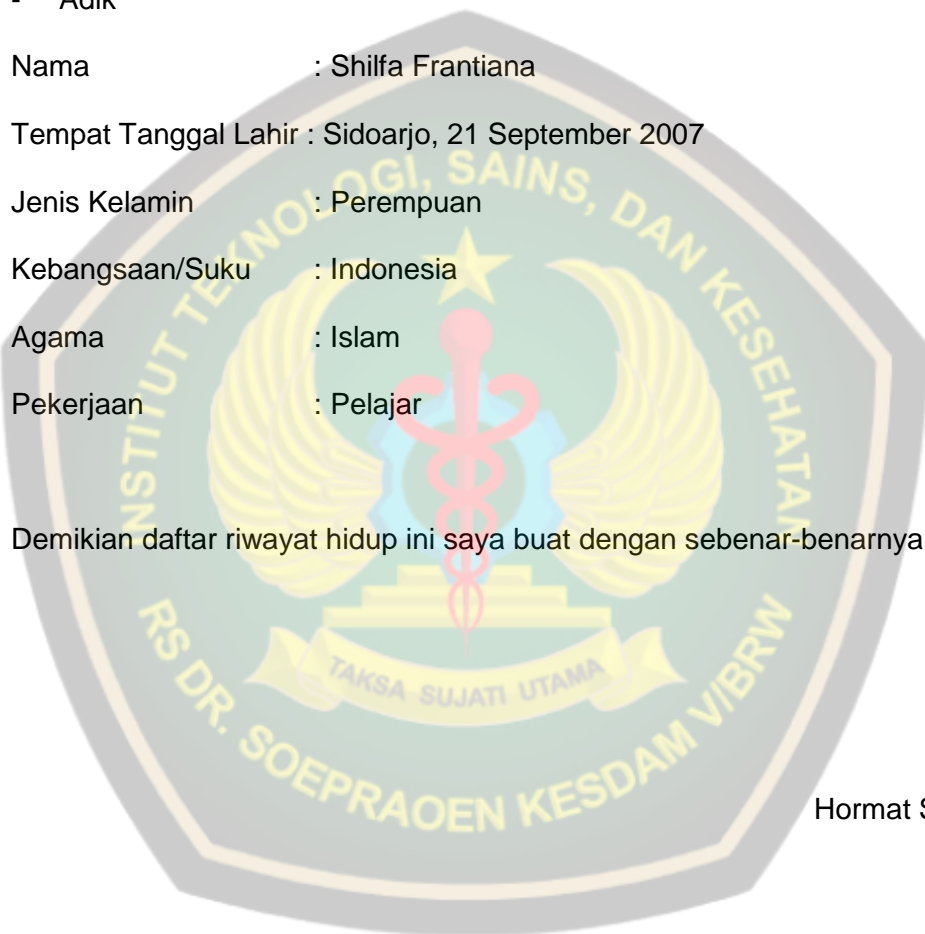 - Adik
Nama : Shilfa Frantiana
Tempat Tanggal Lahir : Sidoarjo, 21 September 2007
Jenis Kelamin : Perempuan
Kebangsaan/Suku : Indonesia
Agama : Islam
Pekerjaan : Pelajar
Demikian daftar riwayat hidup ini saya buat dengan sebenar-benarnya
Hormat S
INSTITUT TEKNOLOGI, SAINS, DAN KESEHATAN
RS DR. SOEPRAOEN KESDAM V/BRW
TAKSA SUJATI UTAMA